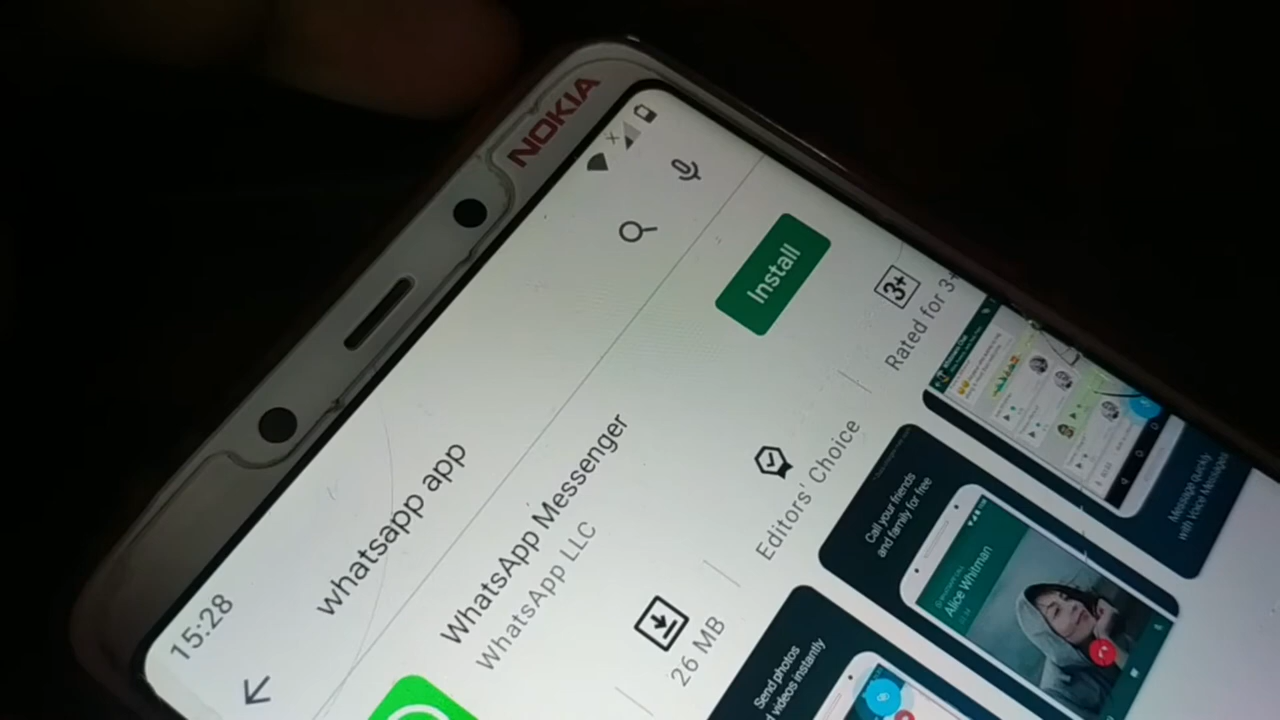 NOKIA
15:28
whatsapp app
WhatsApp Messenger
WhatsApp LLC
Install
26 MB
Editors' Choice
3+
Rated for 3+
Send photos
videos instantly
Call your friends
and family for free
Alice Whitman
Message quickly
with Voice Messages